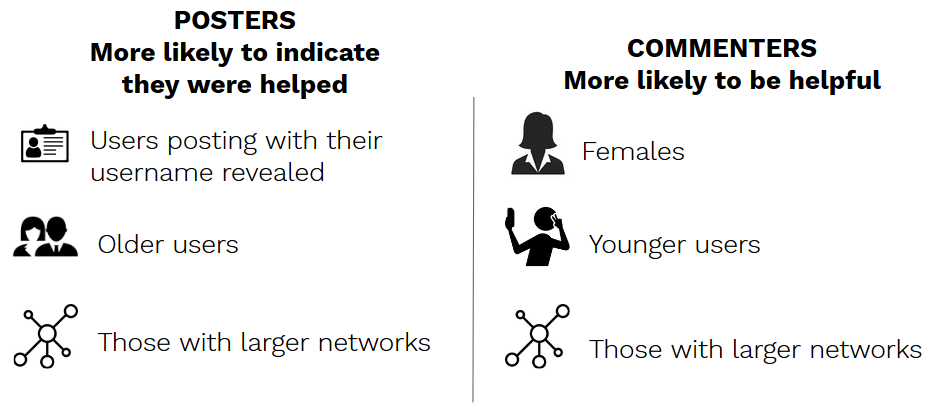 POSTERS
More likely to indicate
they were helped
Users posting with their
username revealed
Older users
Those with larger networks
COMMENTERS
More likely to be helpful
Females
Younger users
Those with larger networks